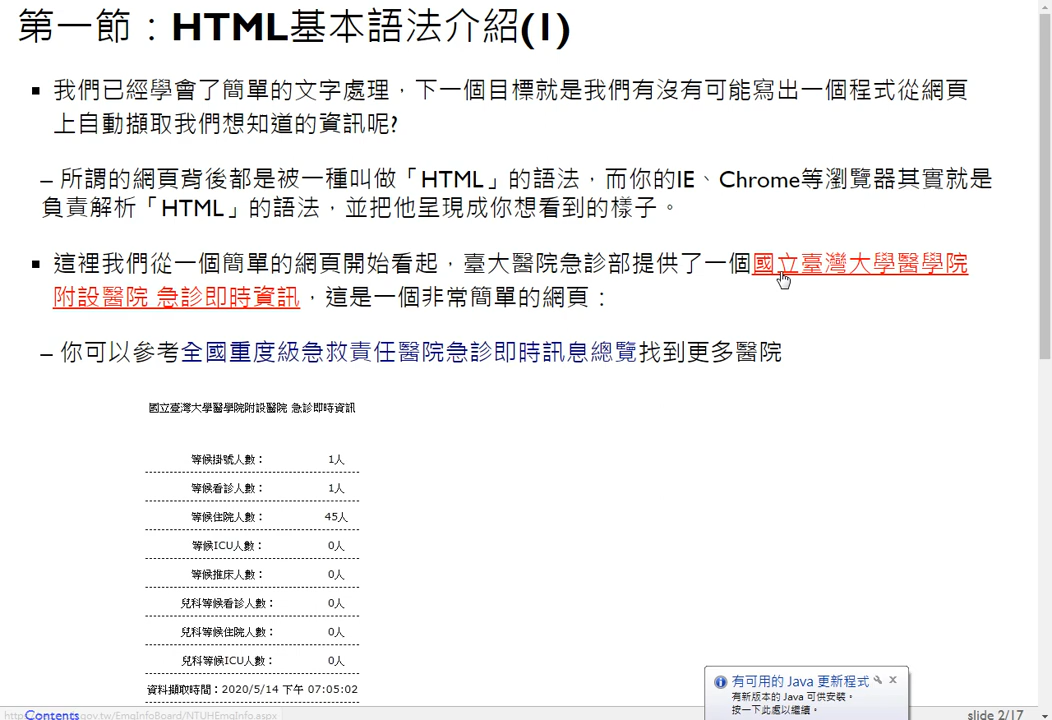 第一節：HTML基本語法介紹(1)
我們已經學會了簡單的文字處理，下一個目標就是我們有沒有可能寫出一個程式從網頁
上自動擷取我們想知道的資訊呢?
– 所謂的網頁背後都是被一種叫做「HTML」的語法，而你的IE、Chrome等瀏覽器其實就是
負責解析「HTML」的語法，並把他呈現成你想看到的樣子。
這裡我們從一個簡單的網頁開始看起，臺大醫院急診部提供了一個國立臺灣大學醫學院
附設醫院 急診即時資訊，這是一個非常簡單的網頁：
– 你可以參考全國重度級急救責任醫院急診即時訊息總覽找到更多醫院
國立臺灣大學醫學院附設醫院 急診即時資訊
等候掛號人數： 1人
等候看診人數： 1人
等候住院人數： 45人
等候ICU人數： 0人
等候推床人數： 0人
兒科等候看診人數： 0人
兒科等候住院人數： 0人
兒科等候ICU人數： 0人
資料擷取時間：2020/5/14 下午 07:05:02
有可用的 Java 更新程式
有新版本的 Java 可供安裝。
按一下此處以繼續。
Contents
gov.tw/EmgInfoBoard/NTUHEmgInfo.aspx
slide 2/17